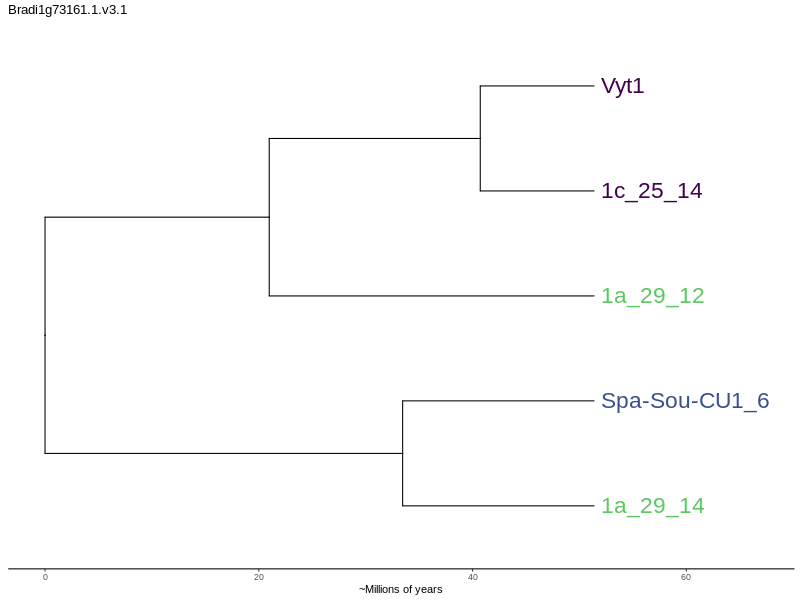 Bradi1g73161.1.v3.1
Vyt1
1c_25_14
1a_29_12
Spa-Sou-CU1_6
1a_29_14
0 20 40 60
~Millions of years